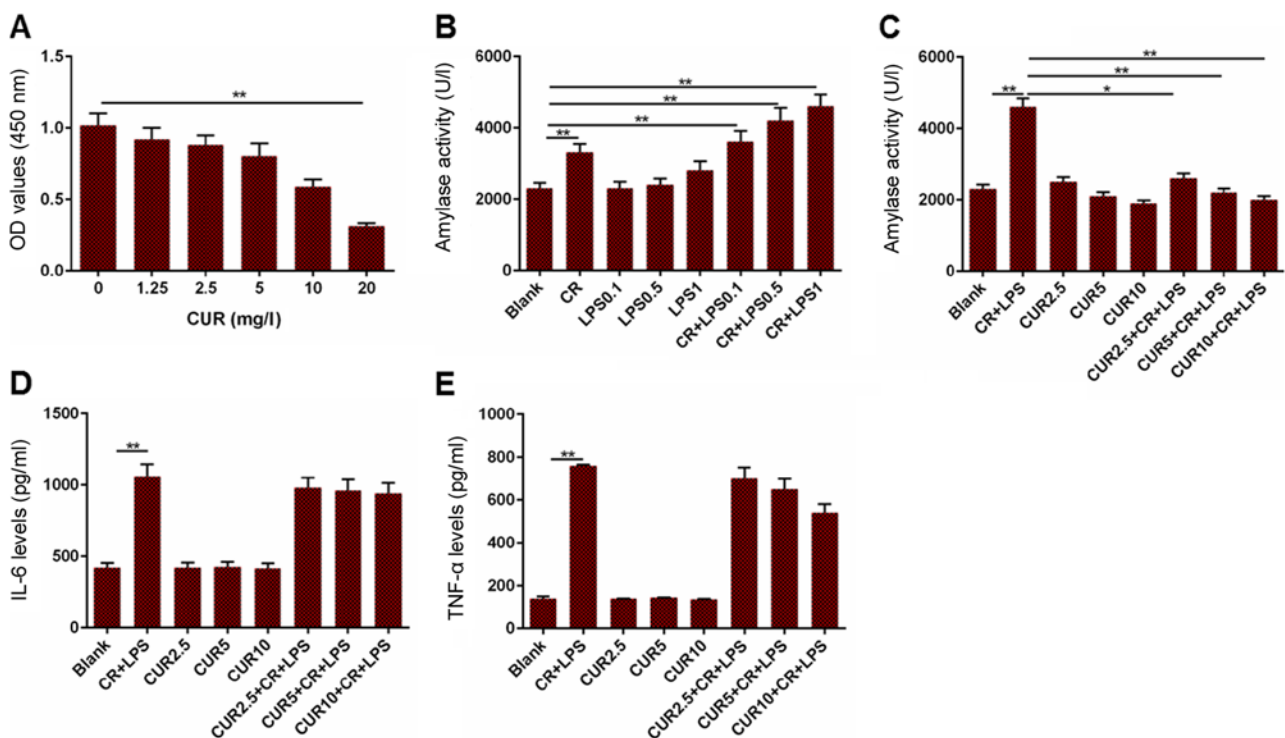 A
OD values (450 nm)
1.5
1.0
0.5
0.0
**
0
1.25
2.5
5
10
20
CUR (mg/l)
B
Amylase activity (U/l)
6000
4000
2000
0
**
**
**
**
Blank
CR
LPS0.1
LPS0.5
LPS1
CR+LPS0.1
CR+LPS0.5
CR+LPS1
C
Amylase activity (U/l)
6000
4000
2000
0
**
**
**
*
Blank
CR+LPS
CUR2.5
CUR5
CUR10
CUR2.5+CR+LPS
CUR5+CR+LPS
CUR10+CR+LPS
D
IL-6 levels (pg/ml)
1500
1000
500
0
**
Blank
CR+LPS
CUR2.5
CUR5
CUR10
CUR2.5+CR+LPS
CUR5+CR+LPS
CUR10+CR+LPS
E
TNF-α levels (pg/ml)
1000
800
600
400
200
0
**
Blank
CR+LPS
CUR2.5
CUR5
CUR10
CUR2.5+CR+LPS
CUR5+CR+LPS
CUR10+CR+LPS